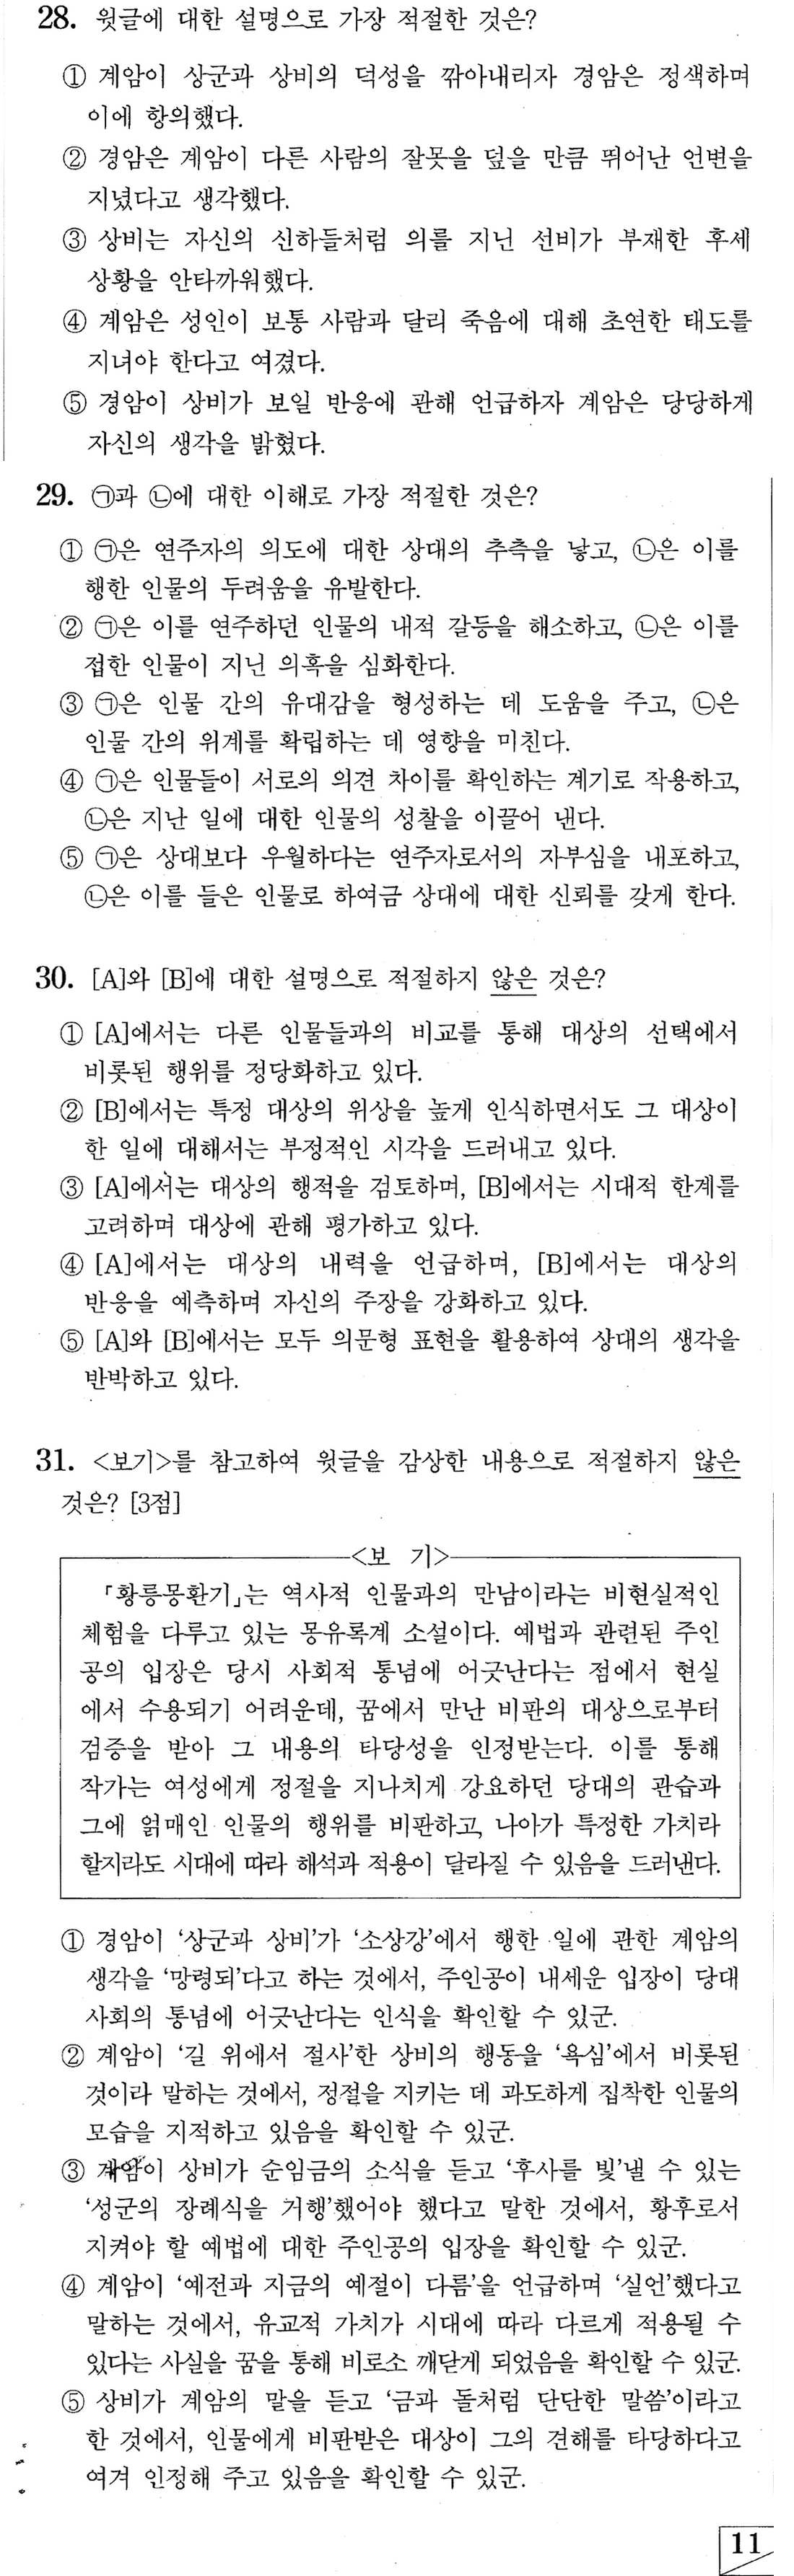 28. 윗글에 대한 설명으로 가장 적절한 것은?
① 계암이 상군과 상비의 덕성을 깎아내리자 경암은 정색하며
이에 항의했다.
② 경암은 계암이 다른 사람의 잘못을 덮을 만큼 뛰어난 언변을
지녔다고 생각했다.
③ 상비는 자신의 신하들처럼 의를 지닌 선비가 부재한 후세
상황을 안타까워했다.
④ 계암은 성인이 보통 사람과 달리 죽음에 대해 초연한 태도를
지녀야 한다고 여겼다.
⑤ 경암이 상비가 보일 반응에 관해 언급하자 계암은 당당하게
자신의 생각을 밝혔다.
29. ㉠과 ㉡에 대한 이해로 가장 적절한 것은?
① ㉠은 연주자의 의도에 대한 상대의 추측을 낳고, ㉡은 이를
행한 인물의 두려움을 유발한다.
② ㉠은 이를 연주하던 인물의 내적 갈등을 해소하고, ㉡은 이를
접한 인물이 지닌 의혹을 심화한다.
③ ㉠은 인물 간의 유대감을 형성하는 데 도움을 주고, ㉡은
인물 간의 위계를 확립하는 데 영향을 미친다.
④ ㉠은 인물들이 서로의 의견 차이를 확인하는 계기로 작용하고,
㉡은 지난 일에 대한 인물의 성찰을 이끌어 낸다.
⑤ ㉠은 상대보다 우월하다는 연주자로서의 자부심을 내포하고,
㉡은 이를 들은 인물로 하여금 상대에 대한 신뢰를 갖게 한다.
30. [A]와 [B]에 대한 설명으로 적절하지 않은 것은?
① [A]에서는 다른 인물들과의 비교를 통해 대상의 선택에서
비롯된 행위를 정당화하고 있다.
② [B]에서는 특정 대상의 위상을 높게 인식하면서도 그 대상이
한 일에 대해서는 부정적인 시각을 드러내고 있다.
③ [A]에서는 대상의 행적을 검토하며, [B]에서는 시대적 한계를
고려하며 대상에 관해 평가하고 있다.
④ [A]에서는 대상의 내력을 언급하며, [B]에서는 대상의
반응을 예측하며 자신의 주장을 강화하고 있다.
⑤ [A]와 [B]에서는 모두 의문형 표현을 활용하여 상대의 생각을
반박하고 있다.
31. <보기>를 참고하여 윗글을 감상한 내용으로 적절하지 않은
것은? [3점]
<보 기>
「황릉몽환기」는 역사적 인물과의 만남이라는 비현실적인
체험을 다루고 있는 몽유록계 소설이다. 예법과 관련된 주인
공의 입장은 당시 사회적 통념에 어긋난다는 점에서 현실
에서 수용되기 어려운데, 꿈에서 만난 비판의 대상으로부터
검증을 받아 그 내용의 타당성을 인정받는다. 이를 통해
작가는 여성에게 정절을 지나치게 강요하던 당대의 관습과
그에 얽매인 인물의 행위를 비판하고, 나아가 특정한 가치라
할지라도 시대에 따라 해석과 적용이 달라질 수 있음을 드러낸다.
① 경암이 ‘상군과 상비’가 ‘소상강’에서 행한 일에 관한 계암의
생각을 ‘망령되’다고 하는 것에서, 주인공이 내세운 입장이 당대
사회의 통념에 어긋난다는 인식을 확인할 수 있군.
② 계암이 ‘길 위에서 절사’한 상비의 행동을 ‘욕심’에서 비롯된
것이라 말하는 것에서, 정절을 지키는 데 과도하게 집착한 인물의
모습을 지적하고 있음을 확인할 수 있군.
③ 계암이 상비가 순임금의 소식을 듣고 ‘후사를 빛’낼 수 있는
‘성군의 장례식을 거행’했어야 했다고 말한 것에서, 황후로서
지켜야 할 예법에 대한 주인공의 입장을 확인할 수 있군.
④ 계암이 ‘예전과 지금의 예절이 다름’을 언급하며 ‘실언’했다고
말하는 것에서, 유교적 가치가 시대에 따라 다르게 적용될 수
있다는 사실을 꿈을 통해 비로소 깨닫게 되었음을 확인할 수 있군.
⑤ 상비가 계암의 말을 듣고 ‘금과 돌처럼 단단한 말씀’이라고
한 것에서, 인물에게 비판받은 대상이 그의 견해를 타당하다고
여겨 인정해 주고 있음을 확인할 수 있군.
11